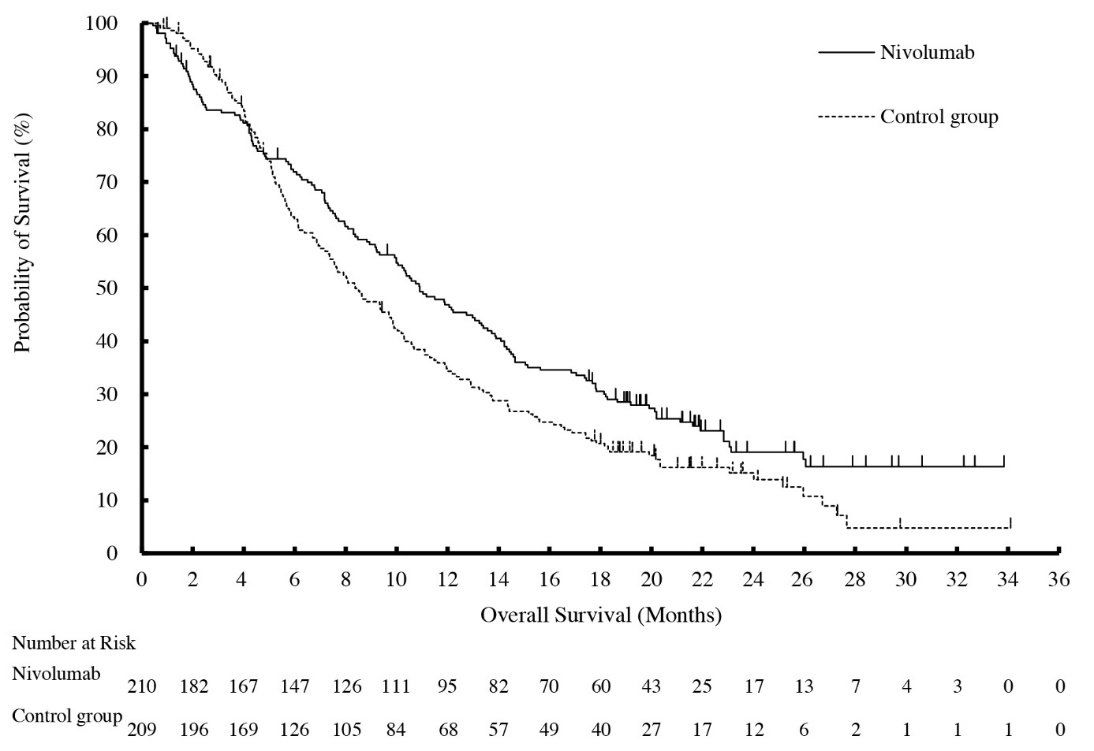 100
90
80
70
60
50
40
30
20
10
0
Probability of Survival (%)
Nivolumab
Control group
0 2 4 6 8 10 12 14 16 18 20 22 24 26 28 30 32 34 36
Overall Survival (Months)
Number at Risk
Nivolumab
210 182 167 147 126 111 95 82 70 60 43 25 17 13 7 4 3 0 0
Control group
209 196 169 126 105 84 68 57 49 40 27 17 12 6 2 1 1 1 0